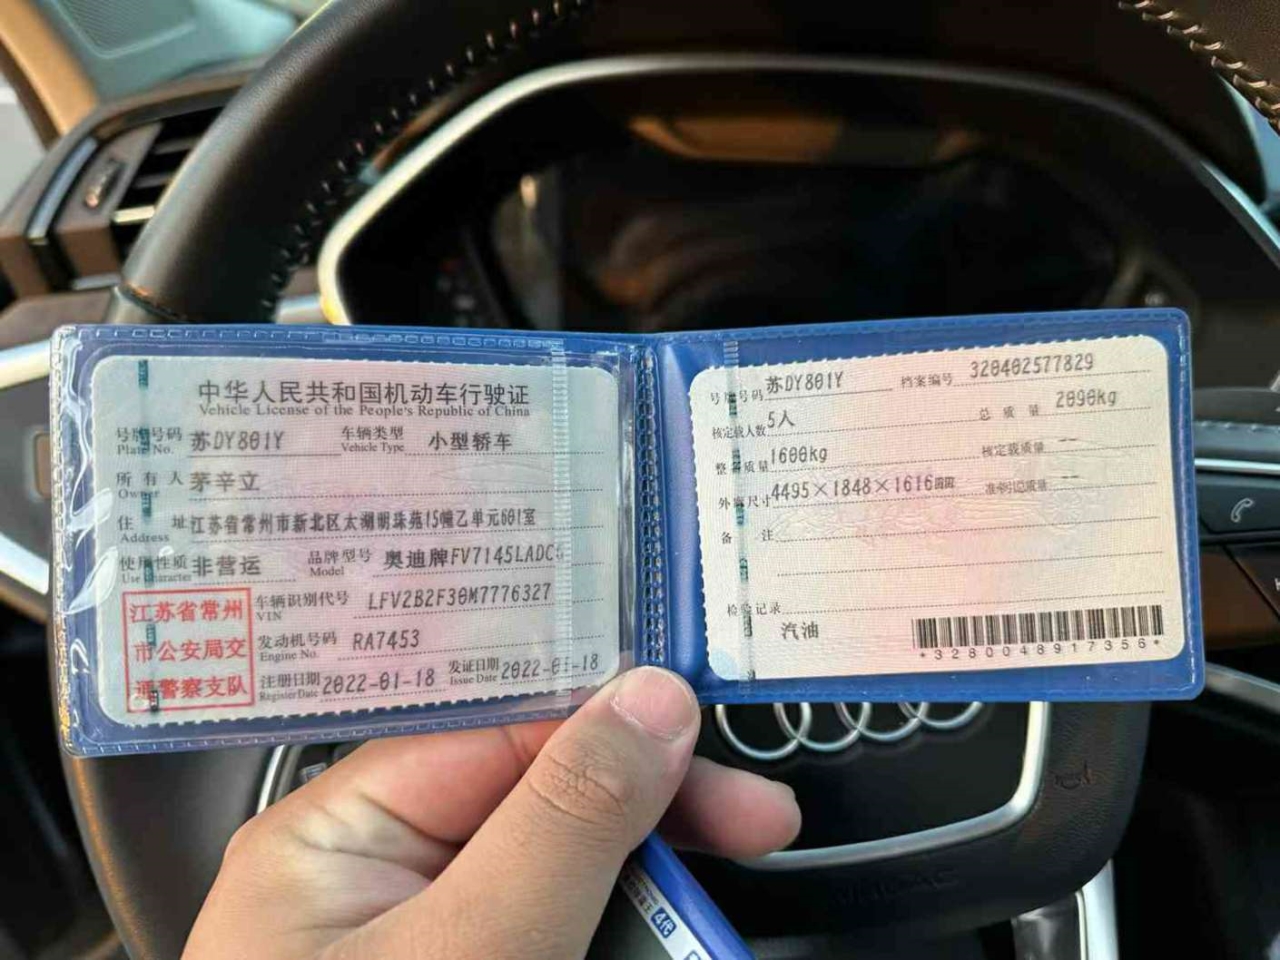 中华人民共和国机动车行驶证
Vehicle License of the People's Republic of China
号牌号码 苏DY801Y 车辆类型 小型轿车
Plate No. Vehicle Type
所有人 茅辛立
Owner
住址 江苏省常州市新北区太湖明珠苑15幢乙单元601室
Address
使用性质 非营运 品牌型号 奥迪牌FV7145LADC
Use Character Model
江苏省常州
市公安局交
通警察支队
车辆识别代号 LFV2B2F30M7776327
VIN
发动机号码 RA7453
Engine No.
注册日期 2022-01-18 发证日期 2022-01-18
Register Date Issue Date
号牌号码 苏DY801Y 档案编号 320402577829
核定载人数 5人 总质量 2090kg
整备质量 1600kg 核定载质量 --
外廓尺寸 4495×1848×1616mm 准牵引总质量 --
备注
检验记录
汽油
*3280048917356*
4代